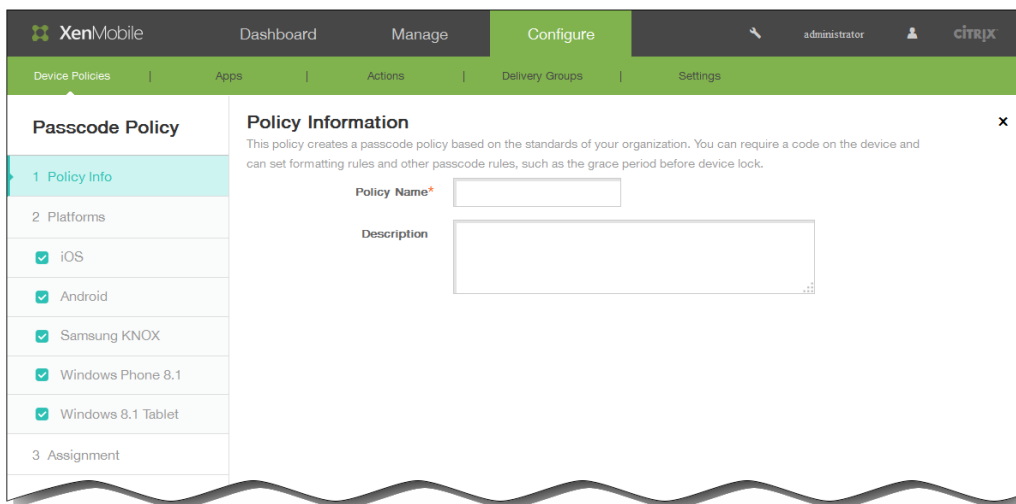 XenMobile Dashboard Manage Configure administrator CITRIX
Device Policies | Apps | Actions | Delivery Groups | Settings
Passcode Policy
1 Policy Info
2 Platforms
iOS
Android
Samsung KNOX
Windows Phone 8.1
Windows 8.1 Tablet
3 Assignment
Policy Information
x
This policy creates a passcode policy based on the standards of your organization. You can require a code on the device and
can set formatting rules and other passcode rules, such as the grace period before device lock.
Policy Name*
Description